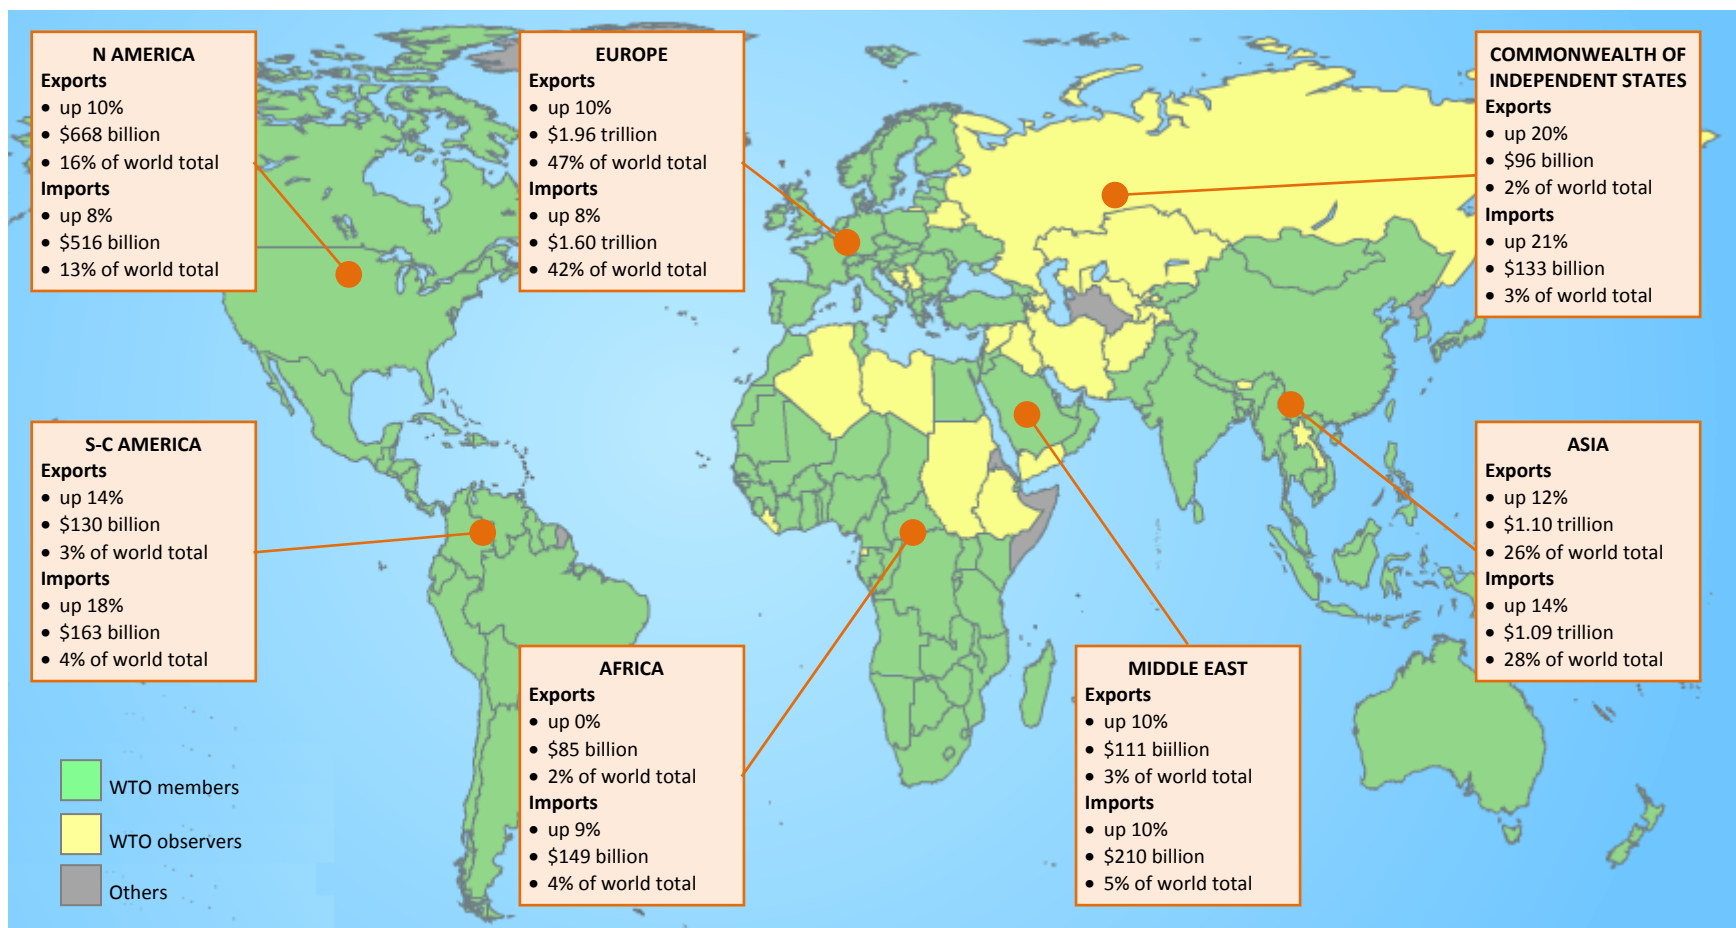 N AMERICA
Exports
• up 10%
• $668 billion
• 16% of world total
Imports
• up 8%
• $516 billion
• 13% of world total
EUROPE
Exports
• up 10%
• $1.96 trillion
• 47% of world total
Imports
• up 8%
• $1.60 trillion
• 42% of world total
COMMONWEALTH OF
INDEPENDENT STATES
Exports
• up 20%
• $96 billion
• 2% of world total
Imports
• up 21%
• $133 billion
• 3% of world total
S-C AMERICA
Exports
• up 14%
• $130 billion
• 3% of world total
Imports
• up 18%
• $163 billion
• 4% of world total
ASIA
Exports
• up 12%
• $1.10 trillion
• 26% of world total
Imports
• up 14%
• $1.09 trillion
• 28% of world total
AFRICA
Exports
• up 0%
• $85 billion
• 2% of world total
Imports
• up 9%
• $149 billion
• 4% of world total
MIDDLE EAST
Exports
• up 10%
• $111 biillion
• 3% of world total
Imports
• up 10%
• $210 billion
• 5% of world total
WTO members
WTO observers
Others